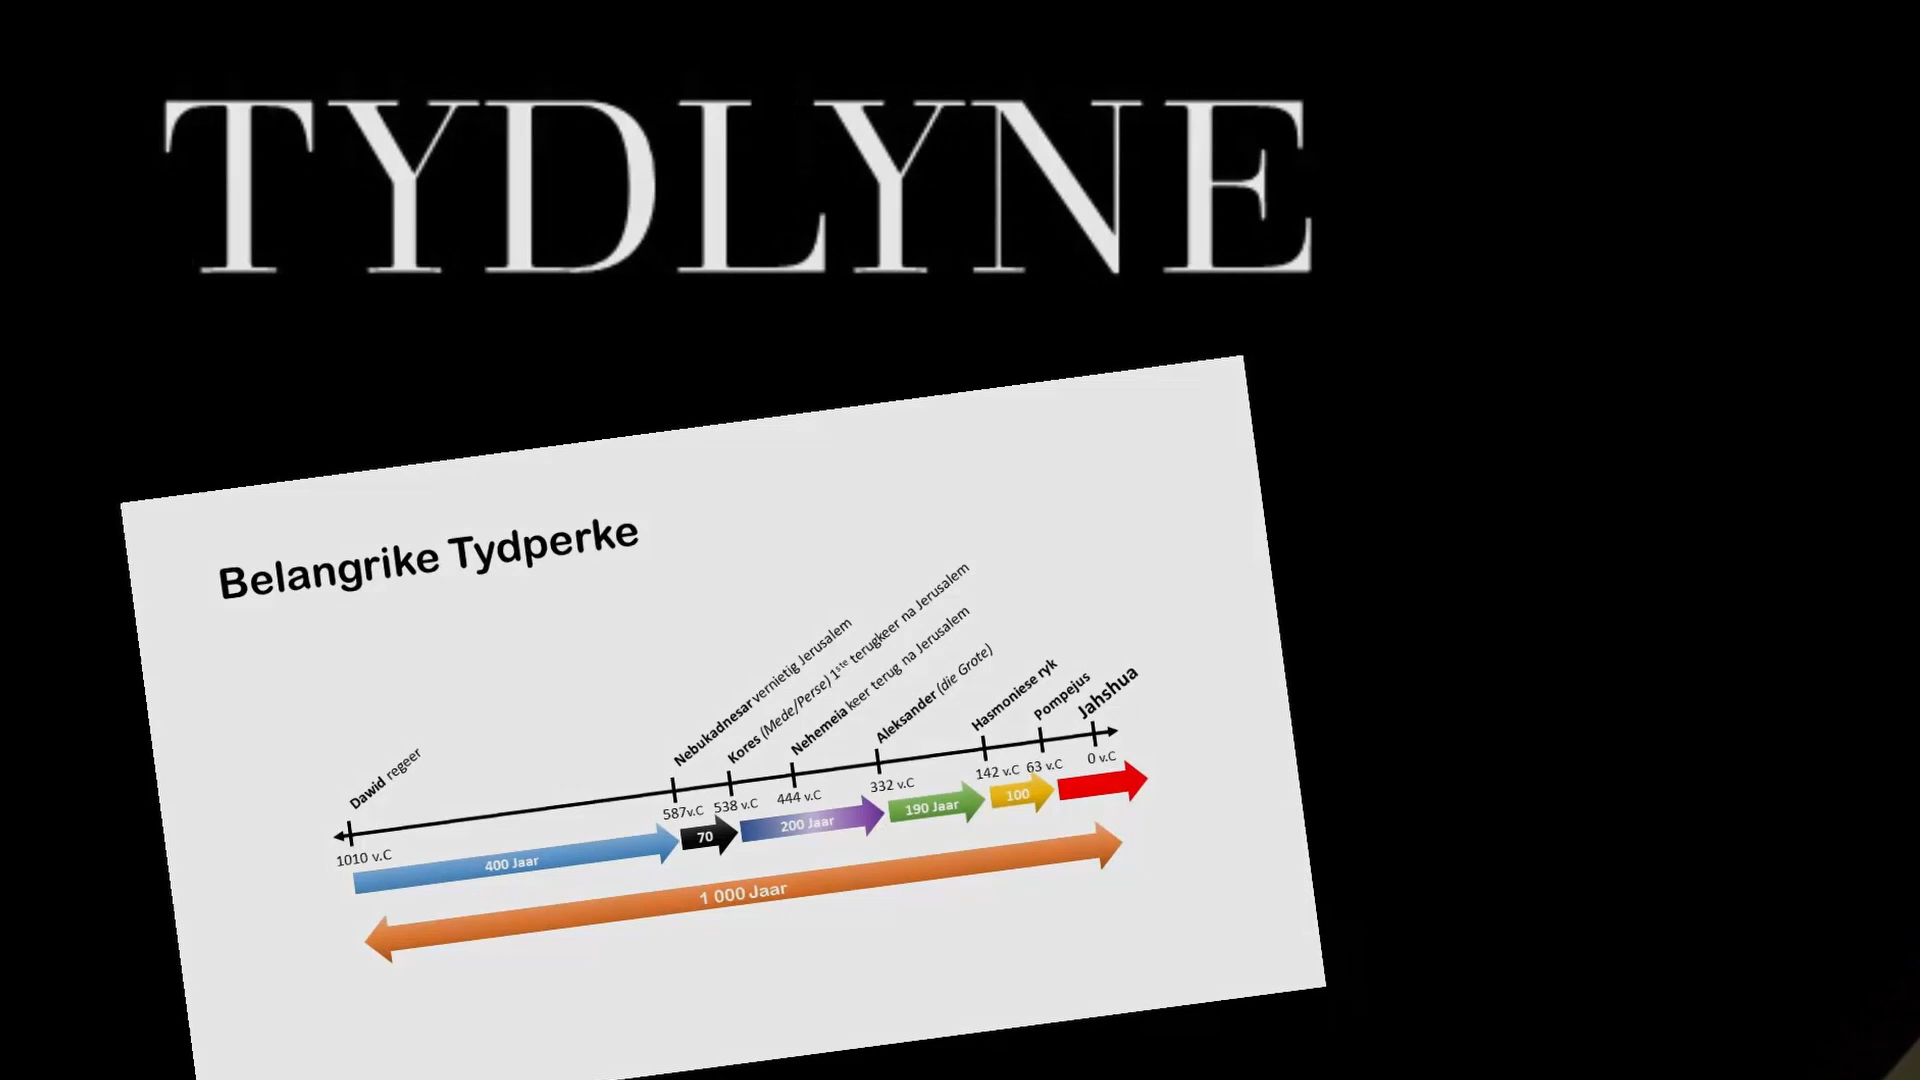 TYDLYNE
Belangrike Tydperke
Dawid regeer
Nebukadnesar vernietig Jerusalem
Kores (Mede/Perse) 1ste terugkeer na Jerusalem
Nehemeia keer terug na Jerusalem
Aleksander (die Grote)
Hasmoniese ryk
Pompejus
Jahshua
1010 v.C
587v.C
538 v.C
444 v.C
332 v.C
142 v.C
63 v.C
0 v.C
400 Jaar
70
200 Jaar
190 Jaar
100
1 000 Jaar